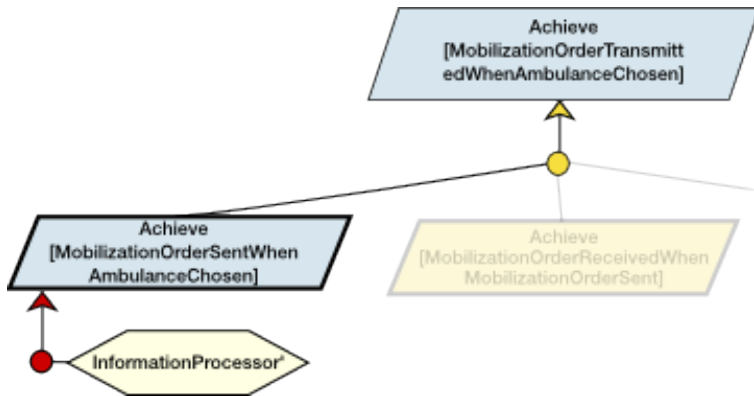 Achieve
[MobilizationOrderTransmitt
edWhenAmbulanceChosen]
Achieve
[MobilizationOrderSentWhen
AmbulanceChosen]
Achieve
[MobilizationOrderReceivedWhen
MobilizationOrderSent]
InformationProcessor